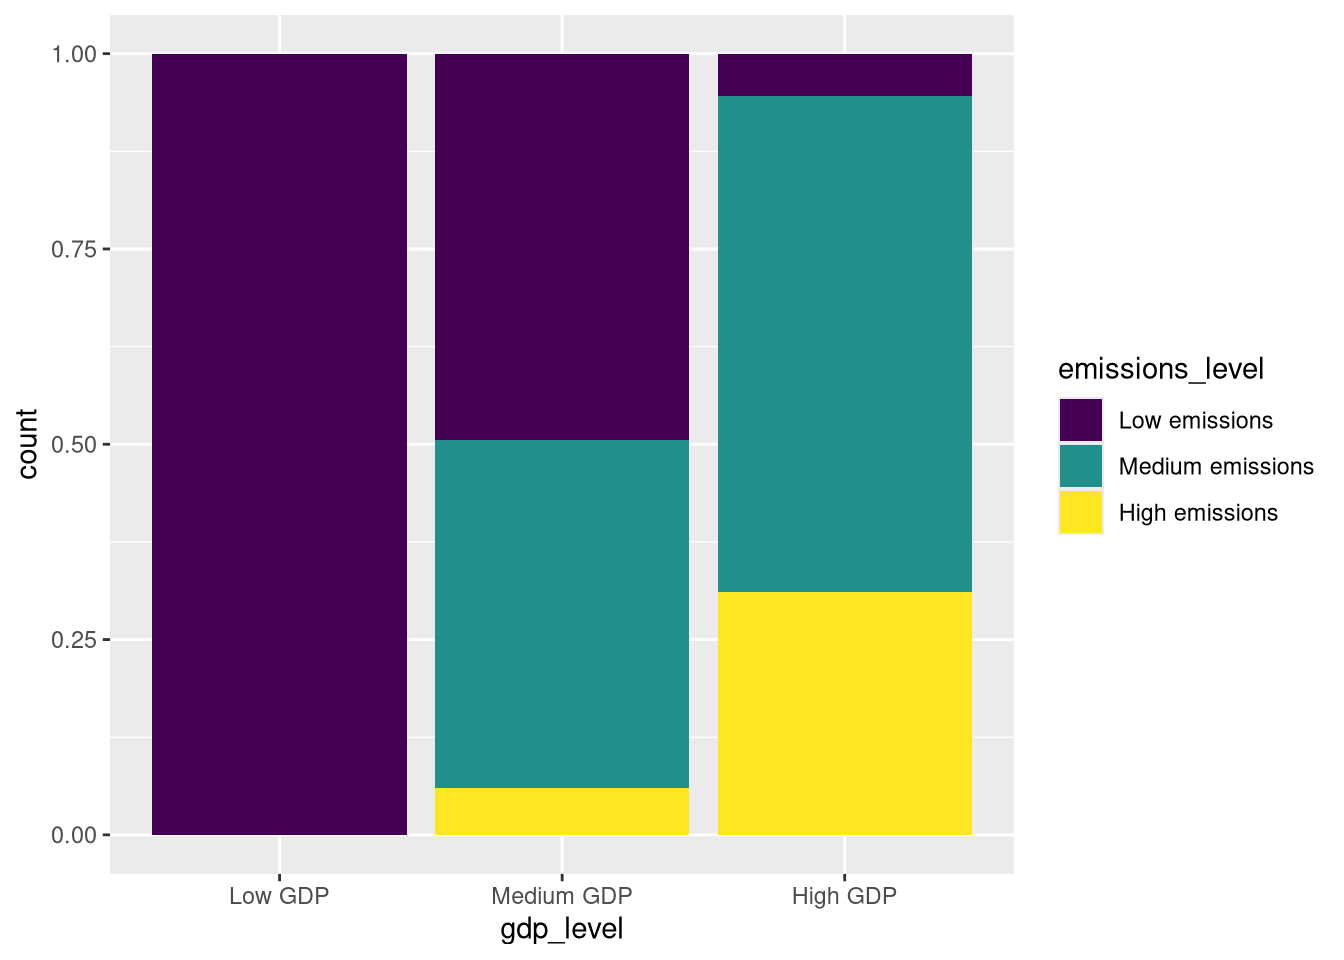 1.00
0.75
0.50
0.25
0.00
count
Low GDP
Medium GDP
High GDP
gdp_level
emissions_level
Low emissions
Medium emissions
High emissions